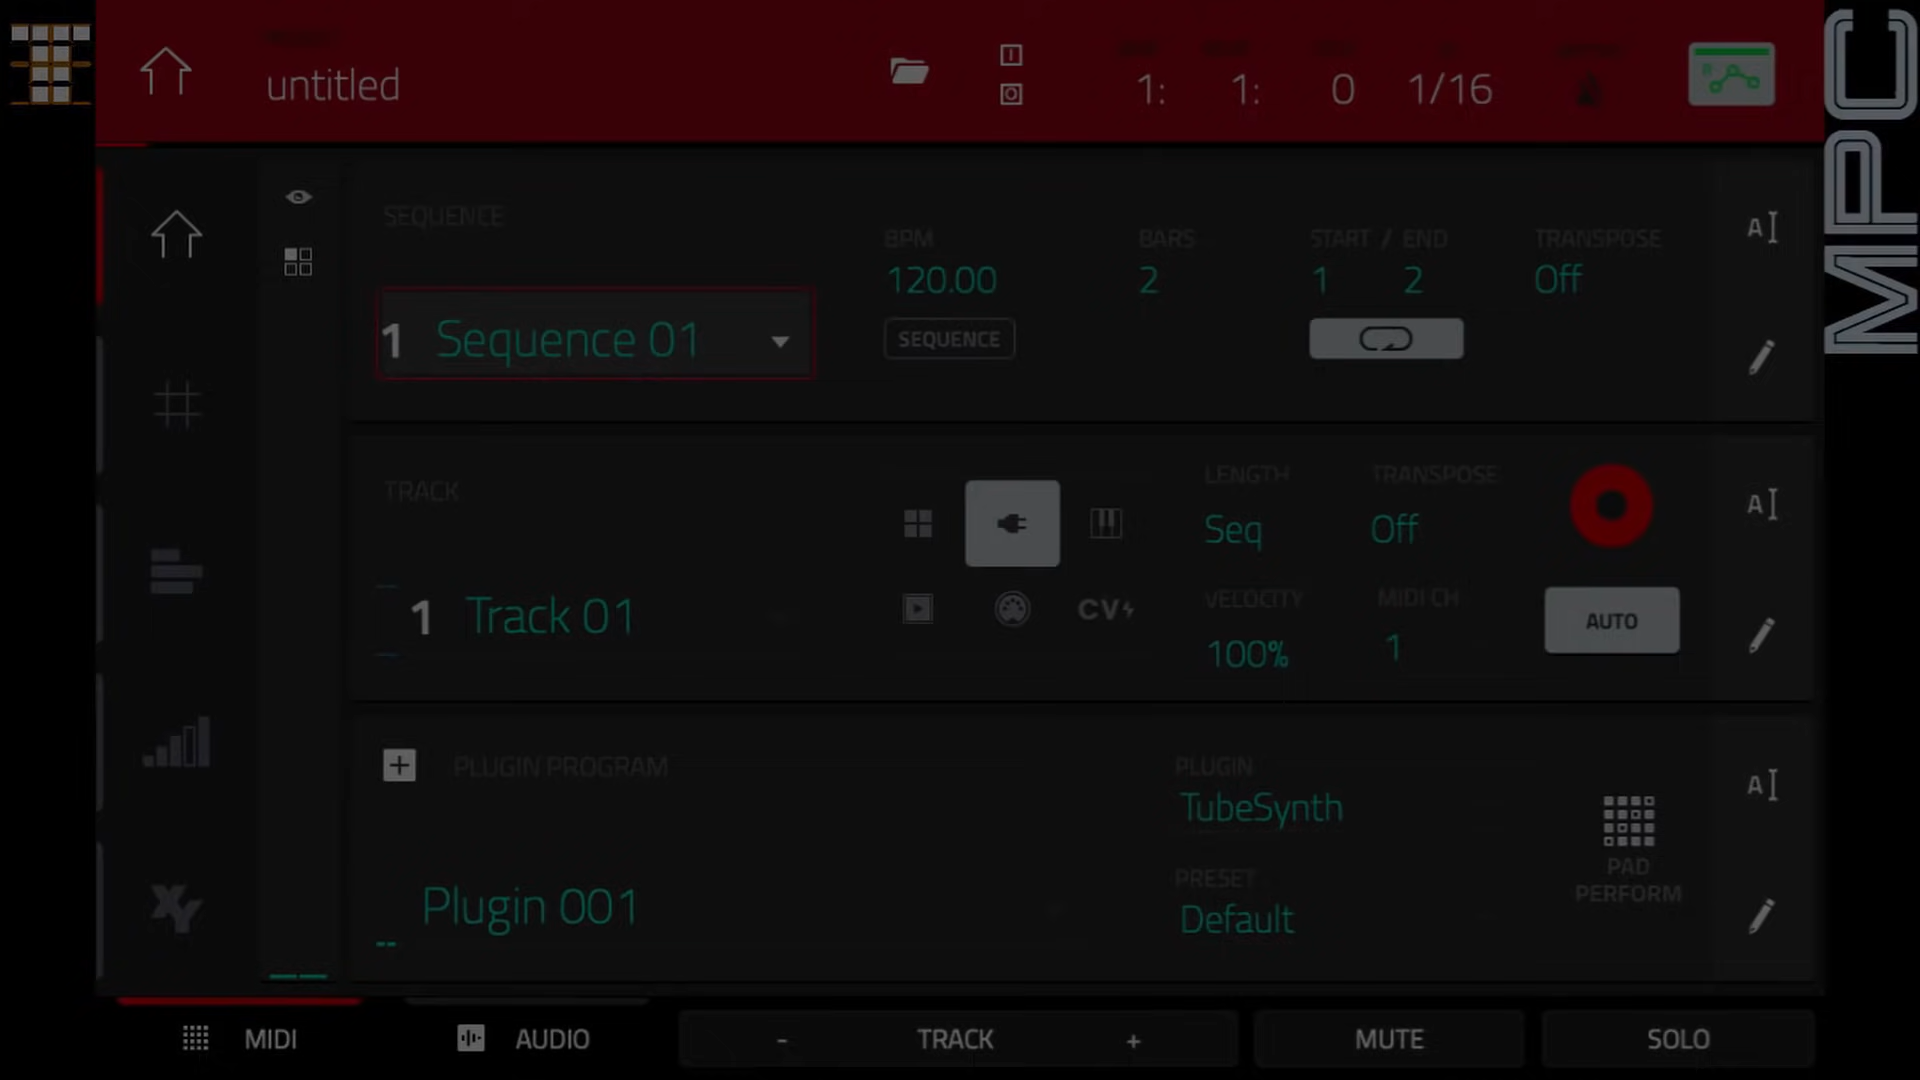 untitled
1: 1: 0 1/16
MPC
SEQUENCE
BPM BARS START / END TRANSPOSE
120.00 2 1 2 Off
1 Sequence 01
SEQUENCE
TRACK
LENGTH TRANSPOSE
Seq Off
1 Track 01
CV
VELOCITY MIDI CH
100% 1
AUTO
PLUGIN PROGRAM
PLUGIN
TubeSynth
PAD
PERFORM
Plugin 001
PRESET
Default
MIDI AUDIO - TRACK + MUTE SOLO